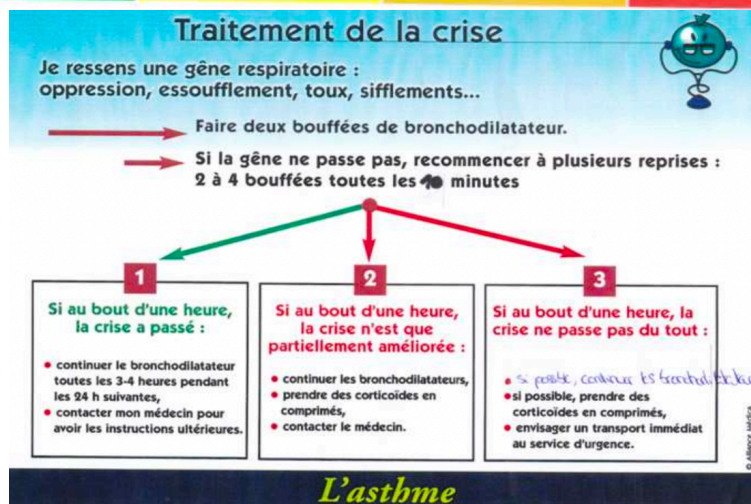 Traitement de la crise
Je ressens une gêne respiratoire :
oppression, essoufflement, toux, sifflements...
Faire deux bouffées de bronchodilatateur.
Si la gêne ne passe pas, recommencer à plusieurs reprises :
2 à 4 bouffées toutes les minutes
1
Si au bout d'une heure,
la crise a passé :
• continuer le bronchodilatateur
toutes les 3-4 heures pendant
les 24 h suivantes,
• contacter mon médecin pour
avoir les instructions ultérieures.
2
Si au bout d'une heure,
la crise n'est que
partiellement améliorée :
• continuer les bronchodilatateurs,
• prendre des corticoïdes en
comprimés,
• contacter le médecin.
3
Si au bout d'une heure, la
crise ne passe pas du tout :
• si possible, continuer les
• si possible, prendre des
corticoïdes en comprimés,
• envisager un transport immédiat
au service d'urgence.
L'asthme